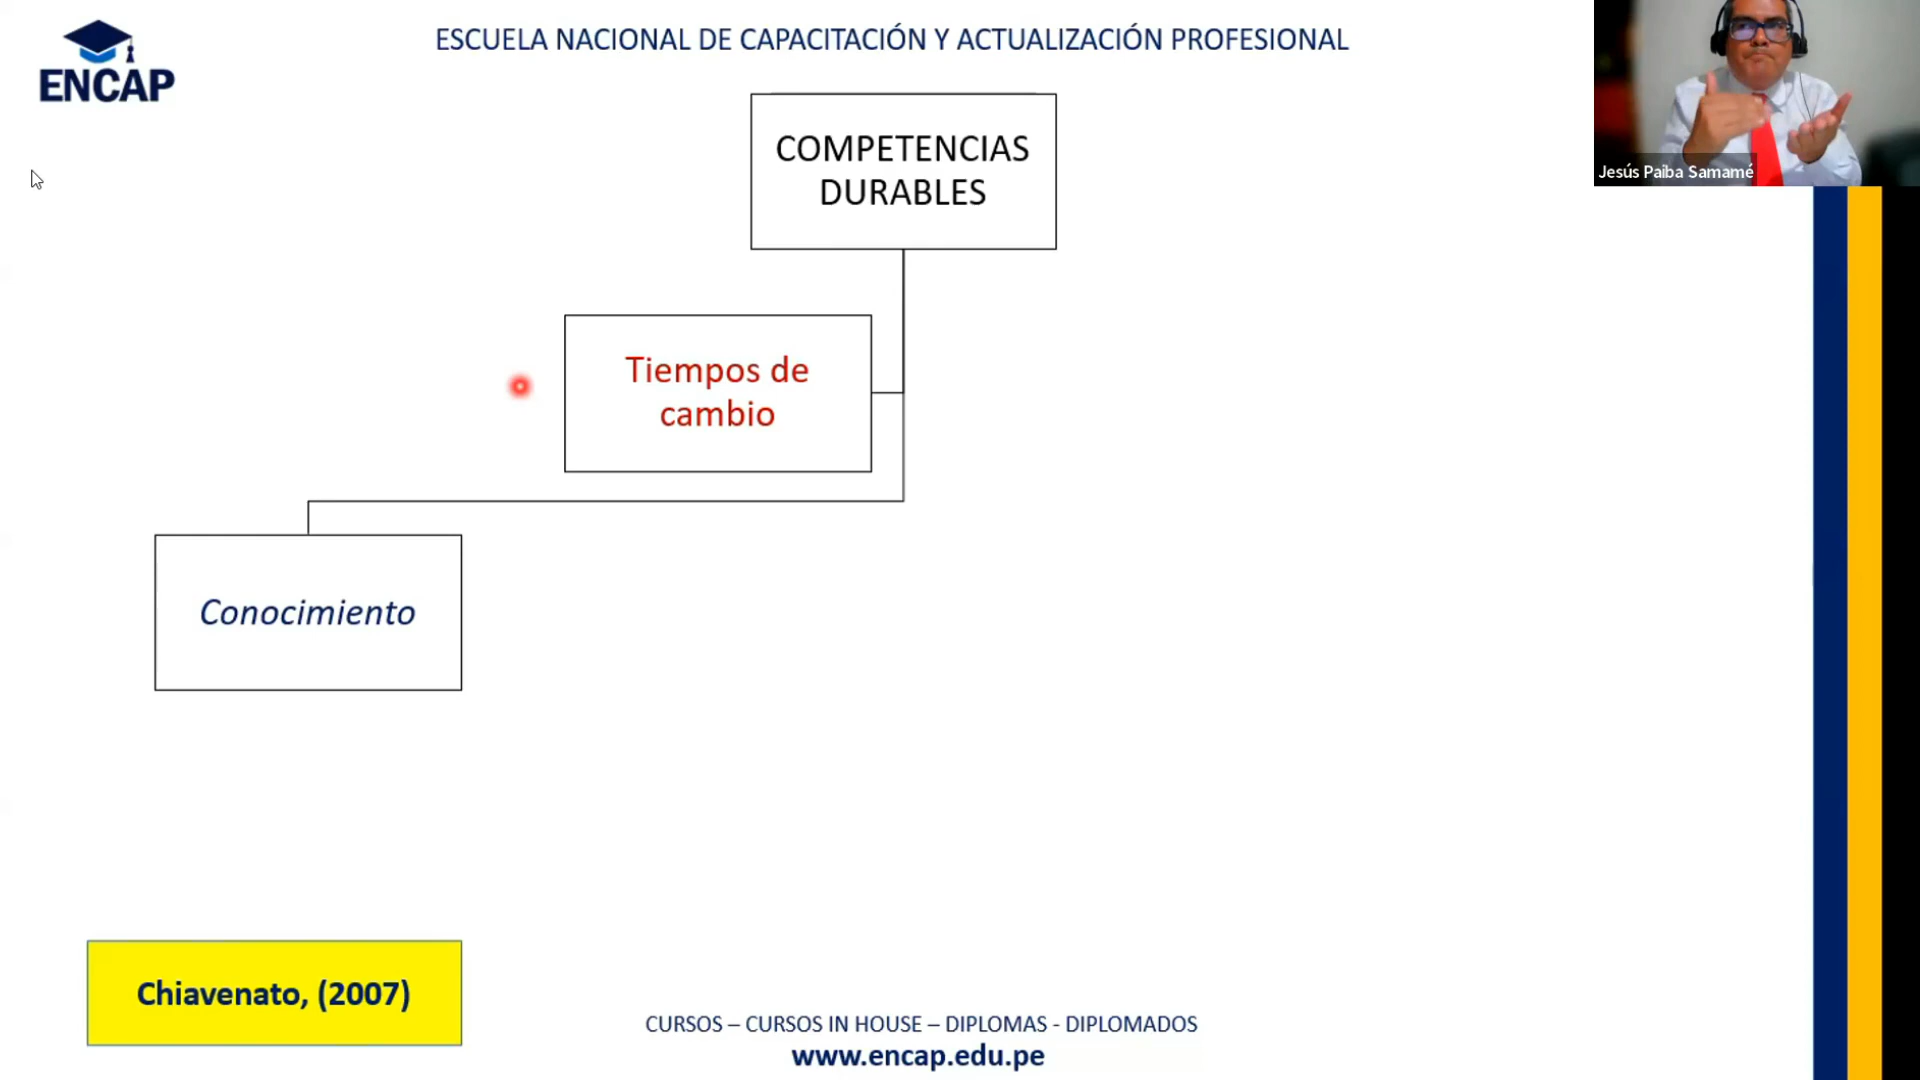 ENCAP
ESCUELA NACIONAL DE CAPACITACIÓN Y ACTUALIZACIÓN PROFESIONAL
Jesús Paiba Samamé
COMPETENCIAS
DURABLES
Tiempos de
cambio
Conocimiento
Chiavenato, (2007)
CURSOS – CURSOS IN HOUSE – DIPLOMAS - DIPLOMADOS
www.encap.edu.pe